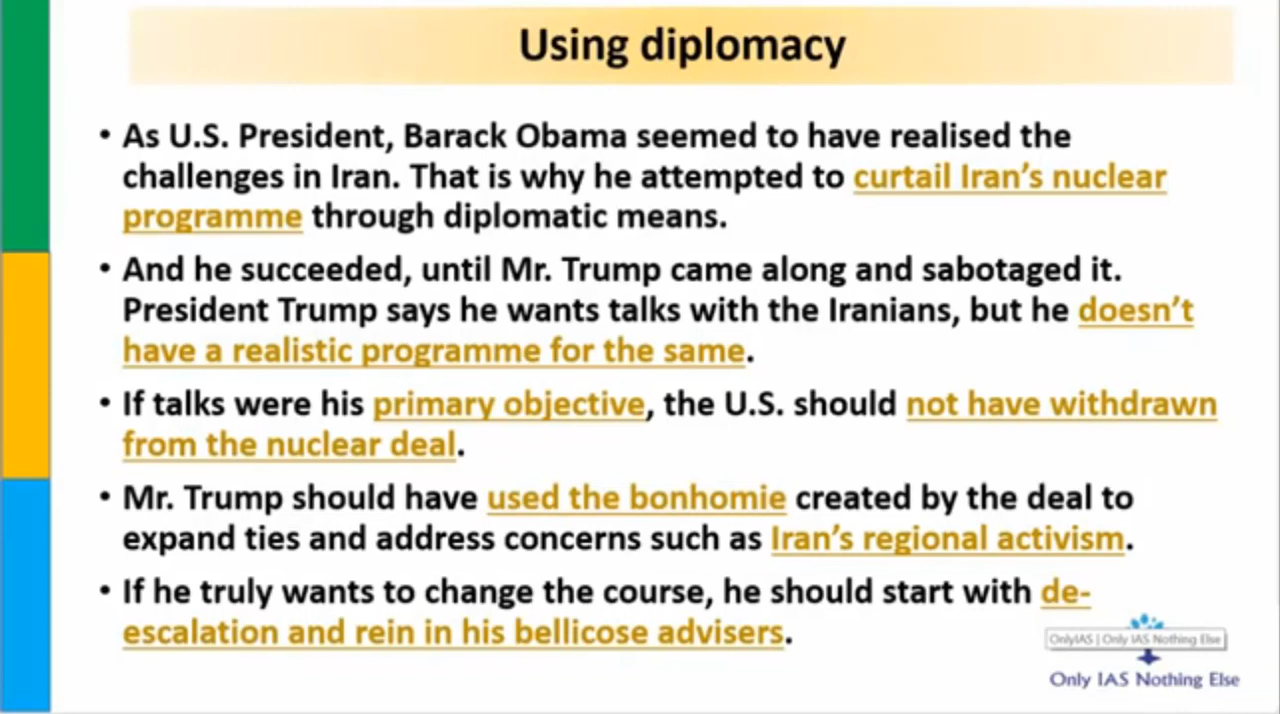 Using diplomacy
• As U.S. President, Barack Obama seemed to have realised the
challenges in Iran. That is why he attempted to curtail Iran's nuclear
programme through diplomatic means.
• And he succeeded, until Mr. Trump came along and sabotaged it.
President Trump says he wants talks with the Iranians, but he doesn't
have a realistic programme for the same.
• If talks were his primary objective, the U.S. should not have withdrawn
from the nuclear deal.
• Mr. Trump should have used the bonhomie created by the deal to
expand ties and address concerns such as Iran's regional activism.
• If he truly wants to change the course, he should start with de-
escalation and rein in his bellicose advisers.
OnlyIAS | Only IAS Nothing Else
Only IAS Nothing Else